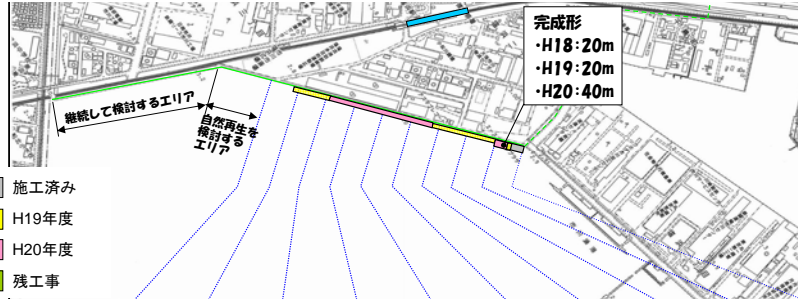 完成形
・H18：20m
・H19：20m
・H20：40m
継続して検討するエリア
自然再生を
検討する
エリア
施工済み
H19年度
H20年度
残工事